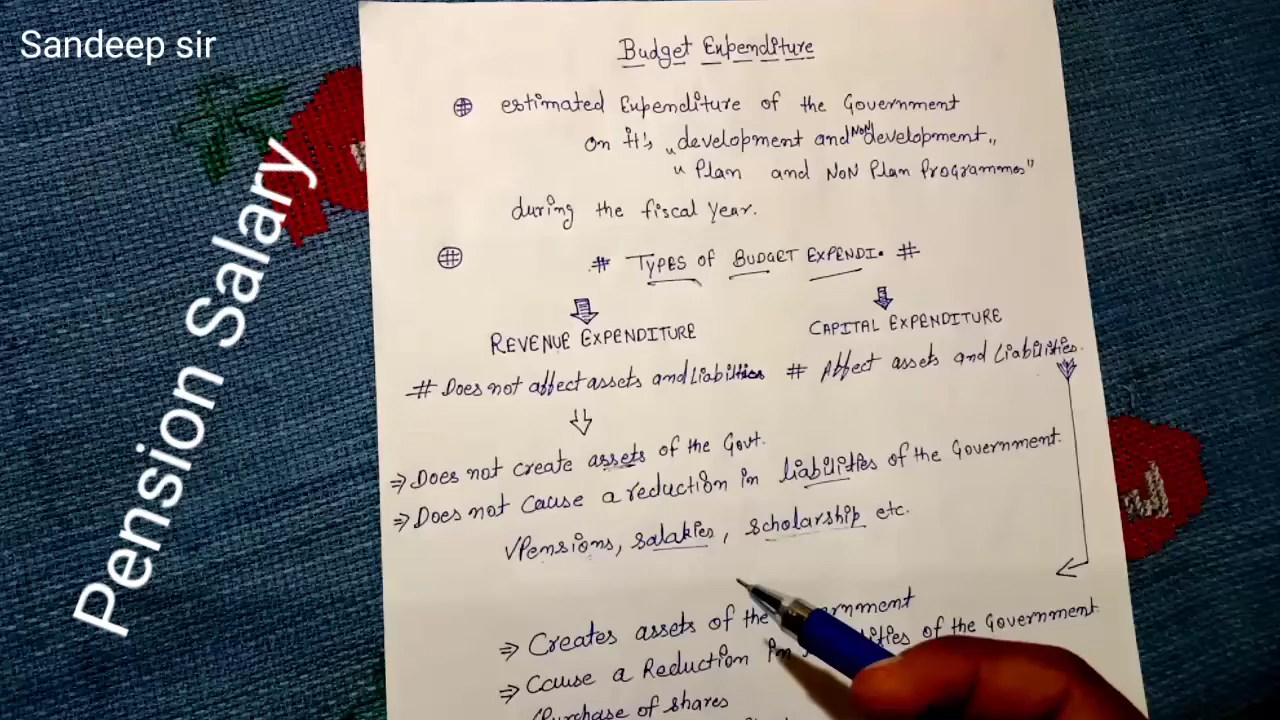 Sandeep sir
Pension Salary
Budget Expenditure
estimated Expenditure of the Government
on It's "development and Non development"
"Plan and Non Plan Programmes"
during the fiscal Year.
# TYPES of BUDGET EXPENDI. #
REVENUE EXPENDITURE
CAPITAL EXPENDITURE
# Does not affect assets and Liabilities
# Affect assets and Liabilities.
⇒ Does not create assets of the Govt.
⇒ Does not Cause a reduction in liabilities of the Government.
√Pensions, Salaries, Scholarship etc.
⇒ Creates assets of the
⇒ Cause a Reduction in of the Government.
Purchase of shares